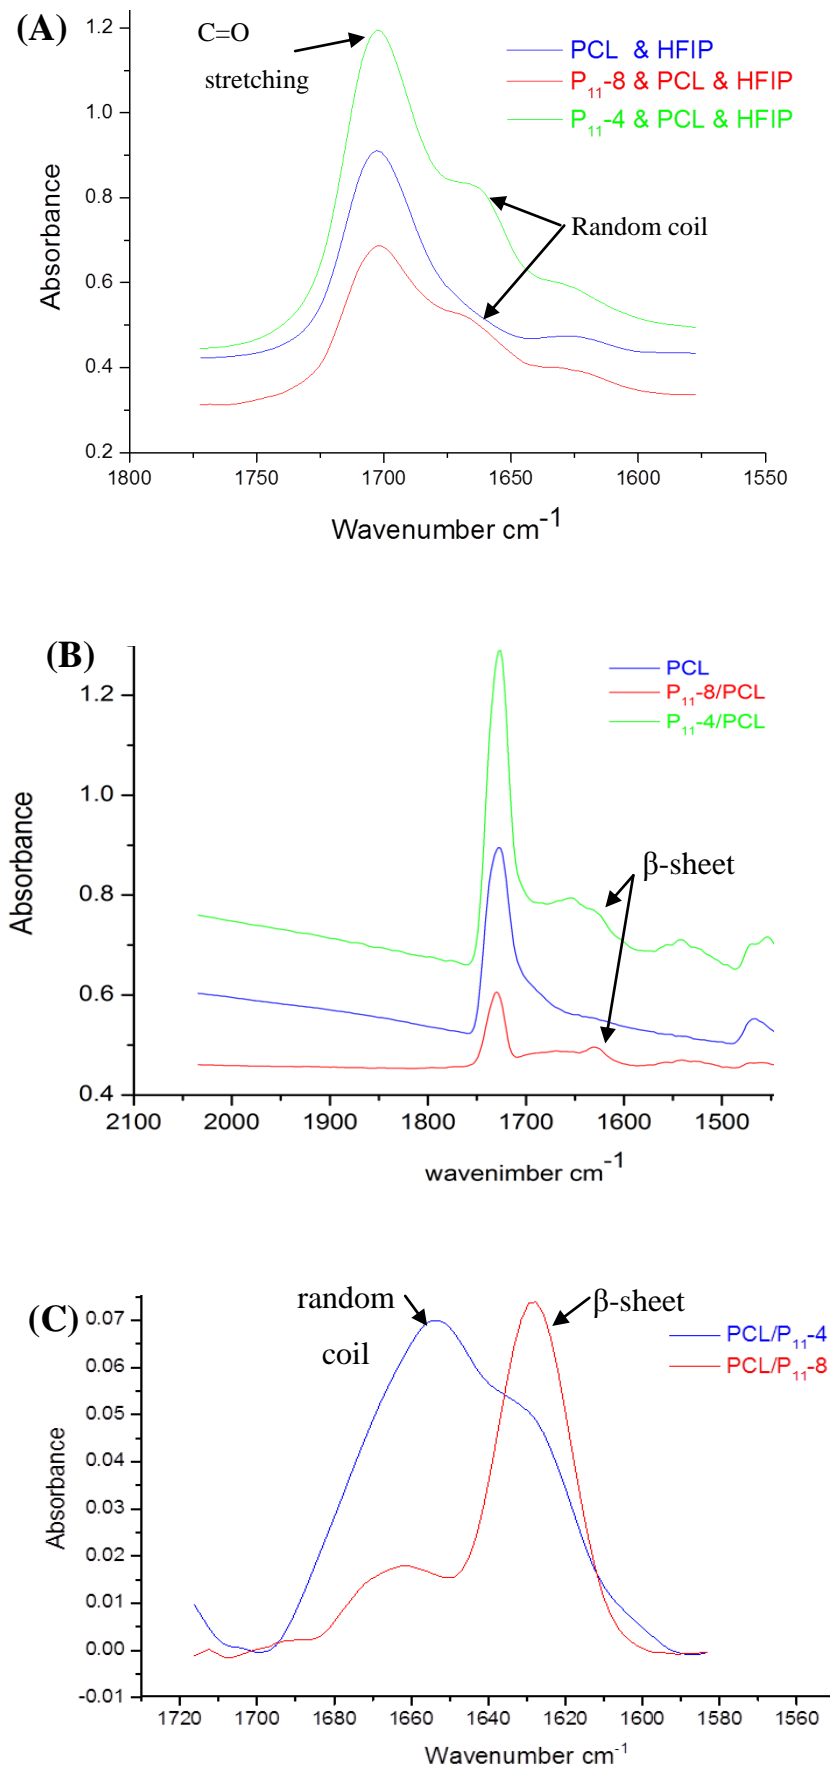 (A)
C=O
stretching
PCL & HFIP
P11-8 & PCL & HFIP
P11-4 & PCL & HFIP
Random coil
1.2
1.0
0.8
0.6
0.4
0.2
Absorbance
1800 1750 1700 1650 1600 1550
Wavenumber cm-1
(B)
PCL
P11-8/PCL
P11-4/PCL
β-sheet
1.2
1.0
0.8
0.6
0.4
Absorbance
2100 2000 1900 1800 1700 1600 1500
wavenimber cm-1
(C)
random
coil
β-sheet
PCL/P11-4
PCL/P11-8
0.07
0.06
0.05
0.04
0.03
0.02
0.01
0.00
-0.01
Absorbance
1720 1700 1680 1660 1640 1620 1600 1580 1560
Wavenumber cm-1